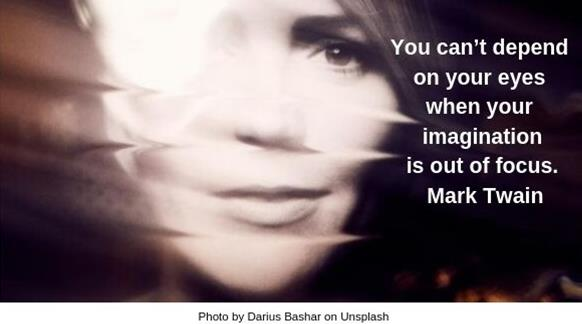 You can’t depend
on your eyes
when your
imagination
is out of focus.
Mark Twain
Photo by Darius Bashar on Unsplash